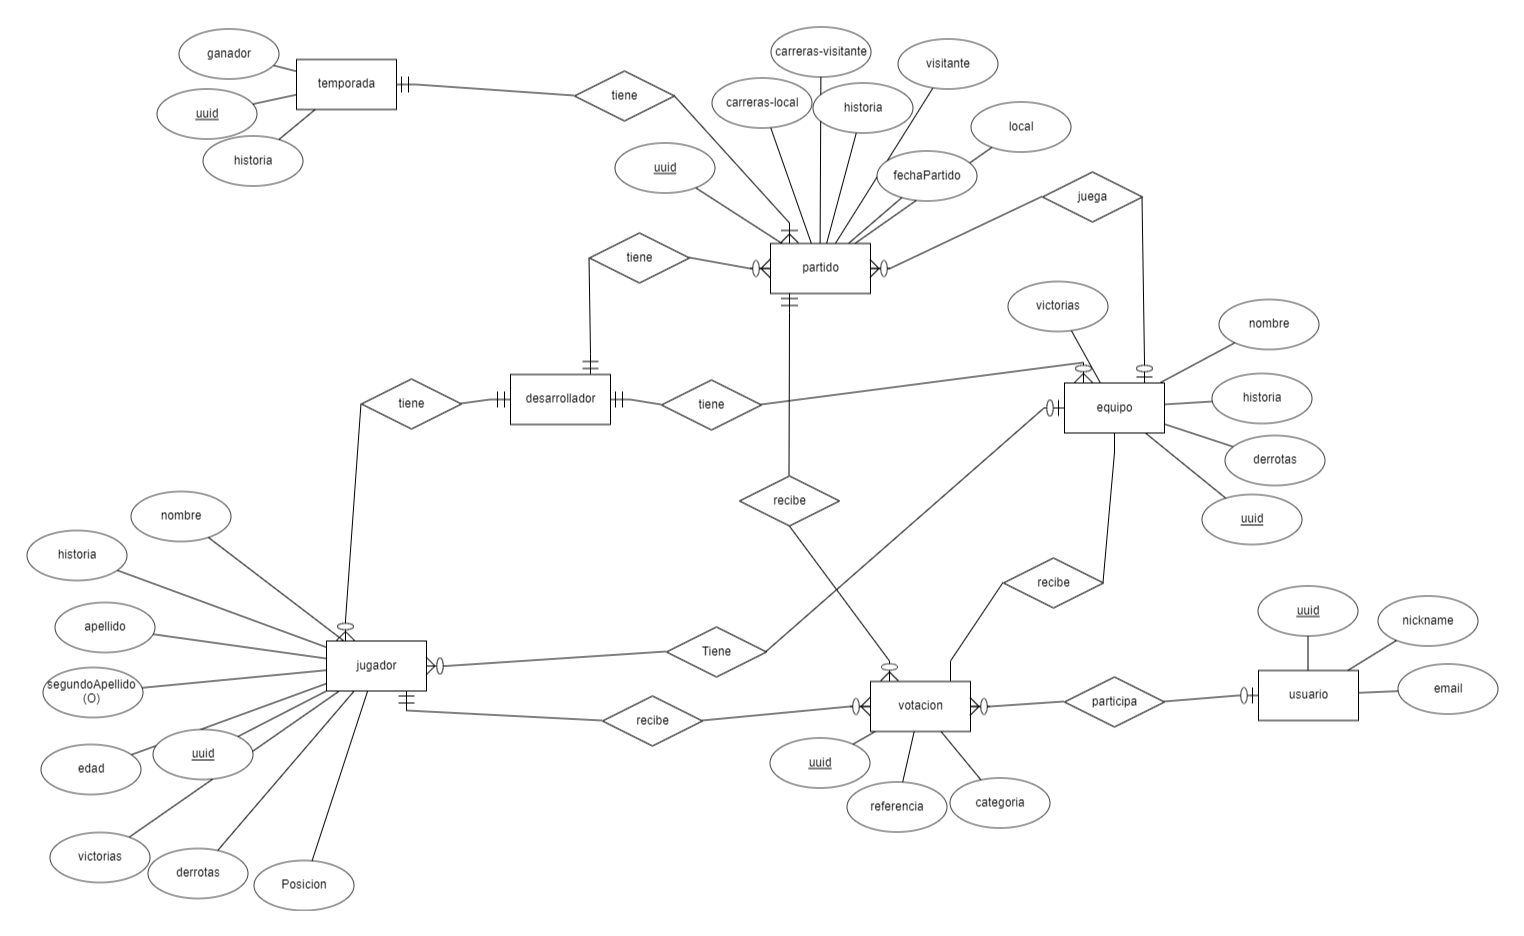 carreras-visitante
ganador
visitante
temporada
tiene
carreras-local
historia
uuid
local
historia
uuid
fechaPartido
juega
tiene
partido
victorias
nombre
desarrollador
tiene
tiene
equipo
historia
derrotas
recibe
nombre
uuid
historia
recibe
uuid
nickname
apellido
jugador
Tiene
segundoApellido
(O)
email
usuario
participa
votacion
recibe
uuid
edad
uuid
categoria
referencia
victorias
derrotas
Posicion